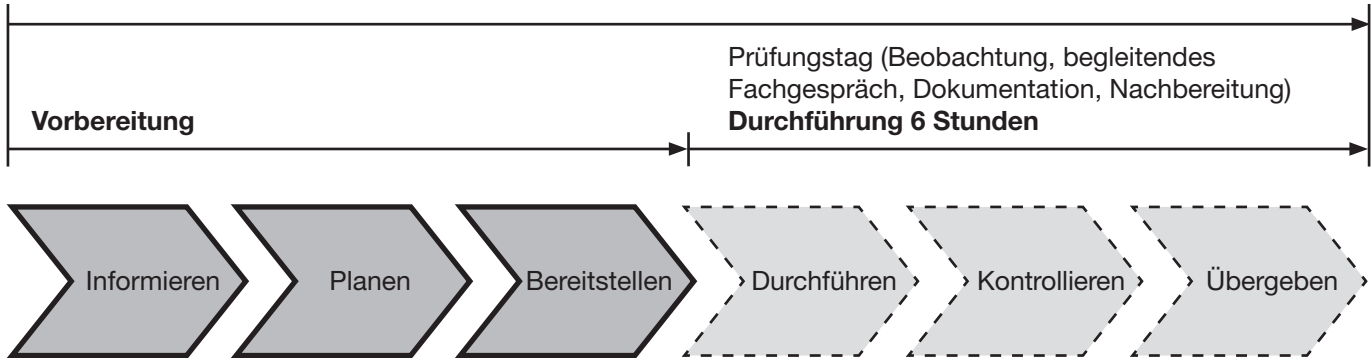 Prüfungstag (Beobachtung, begleitendes
Fachgespräch, Dokumentation, Nachbereitung)
Vorbereitung
Durchführung 6 Stunden
Informieren
Planen
Bereitstellen
Durchführen
Kontrollieren
Übergeben